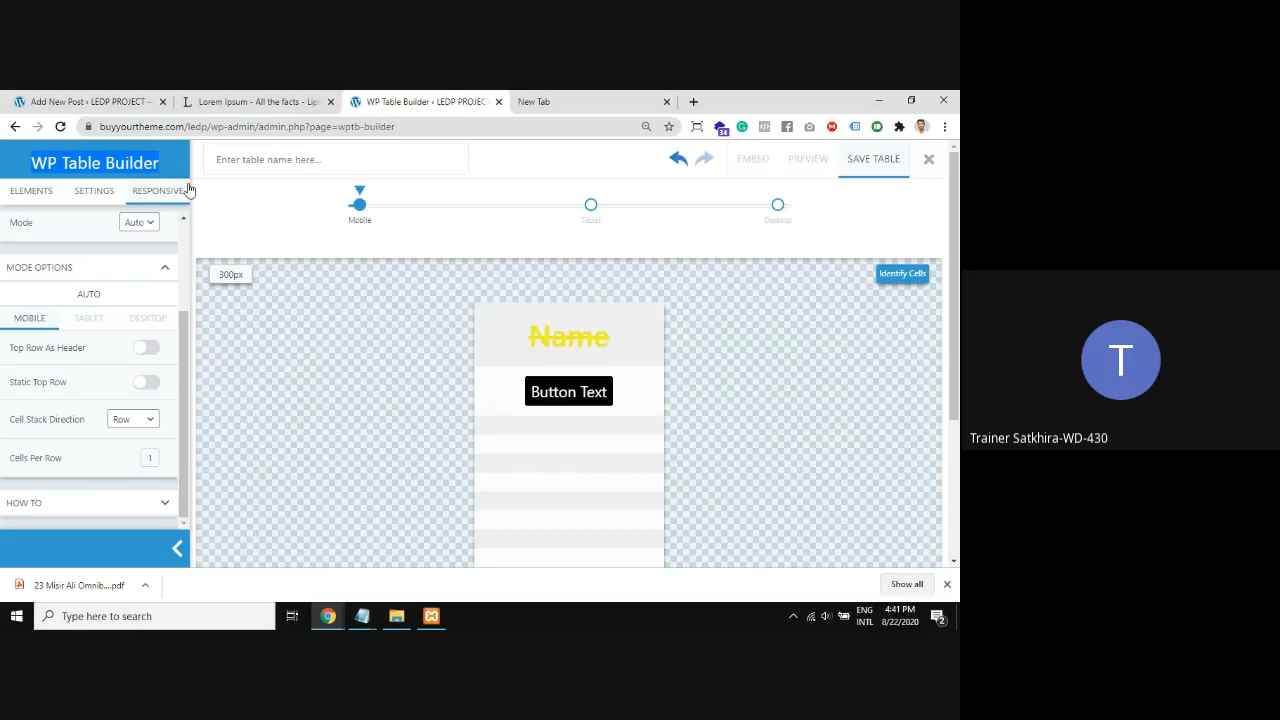 Add New Post ‹ LEDP PROJECT —
Lorem Ipsum - All the facts - Lips
WP Table Builder ‹ LEDP PROJEC
New Tab
buyyourtheme.com/ledp/wp-admin/admin.php?page=wptb-builder
34
WP Table Builder
Enter table name here...
EMBED
PREVIEW
SAVE TABLE
ELEMENTS
SETTINGS
RESPONSIVE
Mobile
Tablet
Desktop
Mode
Auto
MODE OPTIONS
300px
Identify Cells
AUTO
MOBILE
TABLET
DESKTOP
Top Row As Header
Name
Static Top Row
Button Text
Cell Stack Direction
Row
Cells Per Row
1
HOW TO
T
Trainer Satkhira-WD-430
23 Misir Ali Omnib....pdf
Show all
Type here to search
ENG
INTL
4:41 PM
8/22/2020
2